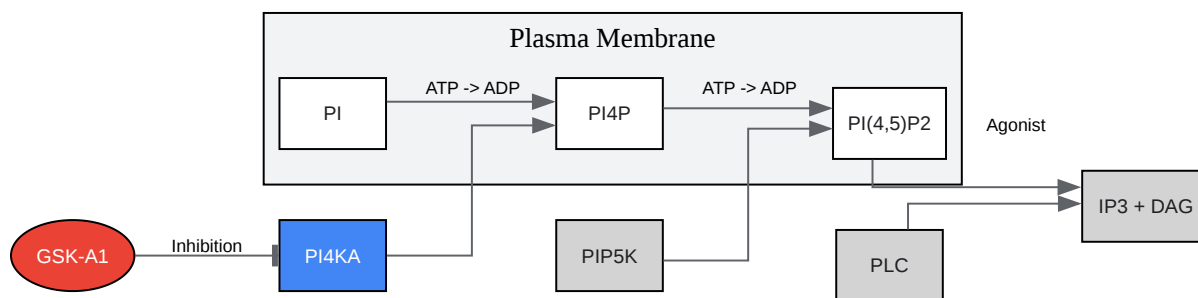 Plasma Membrane
ATP -> ADP
ATP -> ADP
PI
PI4P
PI(4,5)P2
Agonist
IP3 + DAG
GSK-A1
Inhibition
PI4KA
PIP5K
PLC